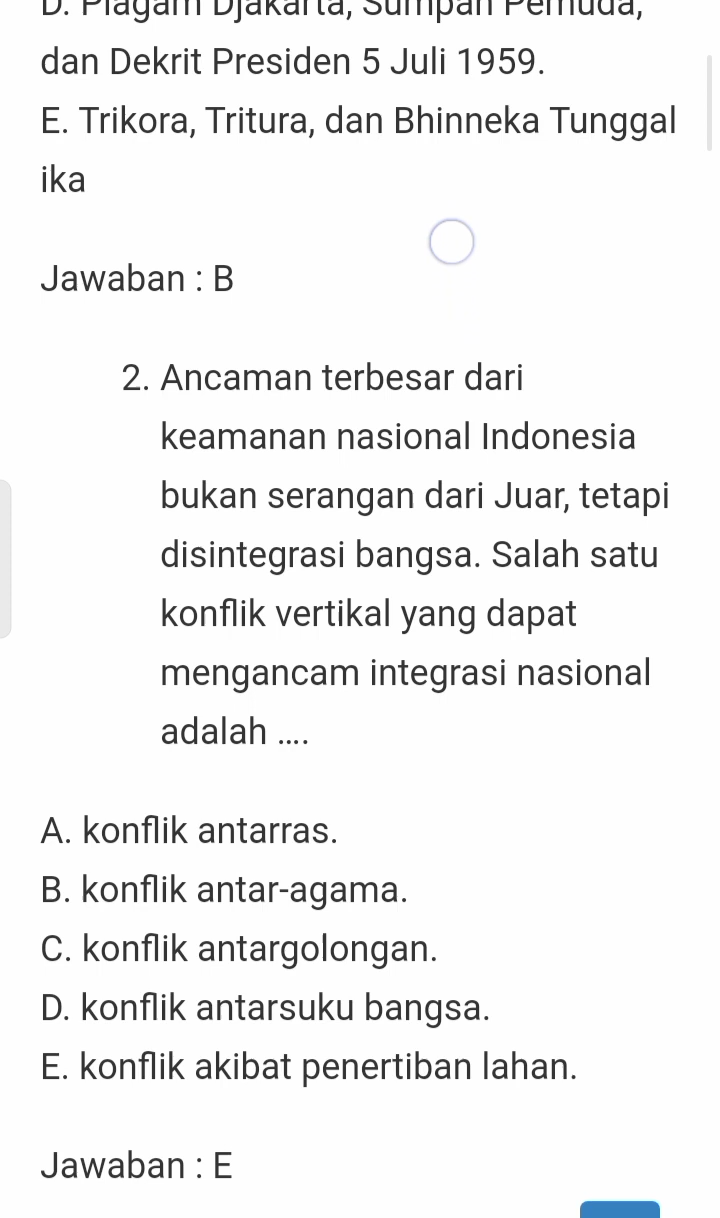 D. Piagam Djakarta, Sumpah Pemuda,
dan Dekrit Presiden 5 Juli 1959.
E. Trikora, Tritura, dan Bhinneka Tunggal
ika
Jawaban : B
2. Ancaman terbesar dari
keamanan nasional Indonesia
bukan serangan dari Juar, tetapi
disintegrasi bangsa. Salah satu
konflik vertikal yang dapat
mengancam integrasi nasional
adalah ....
A. konflik antarras.
B. konflik antar-agama.
C. konflik antargolongan.
D. konflik antarsuku bangsa.
E. konflik akibat penertiban lahan.
Jawaban : E